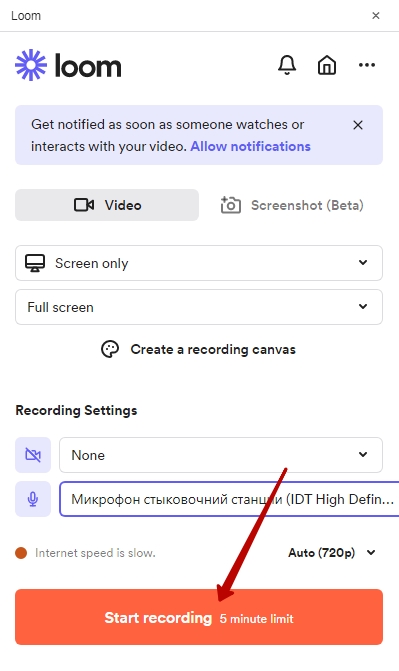 Loom
loom
Get notified as soon as someone watches or
interacts with your video. Allow notifications
Video
Screenshot (Beta)
Screen only
Full screen
Create a recording canvas
Recording Settings
None
Микрофон стыковочний станции (IDT High Defin...
Internet speed is slow.
Auto (720p)
Start recording 5 minute limit